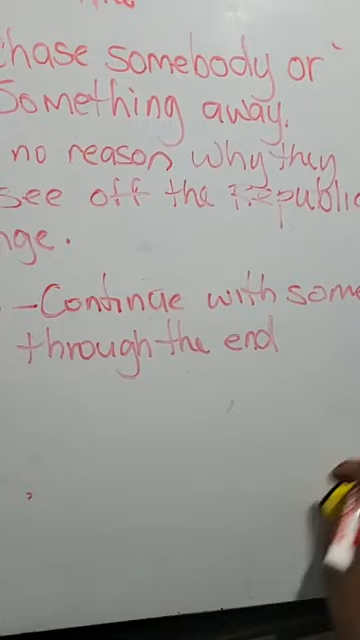 chase somebody or
Something away.
no reason why they
see off the Republic
nge.
-Continue with some
through the end